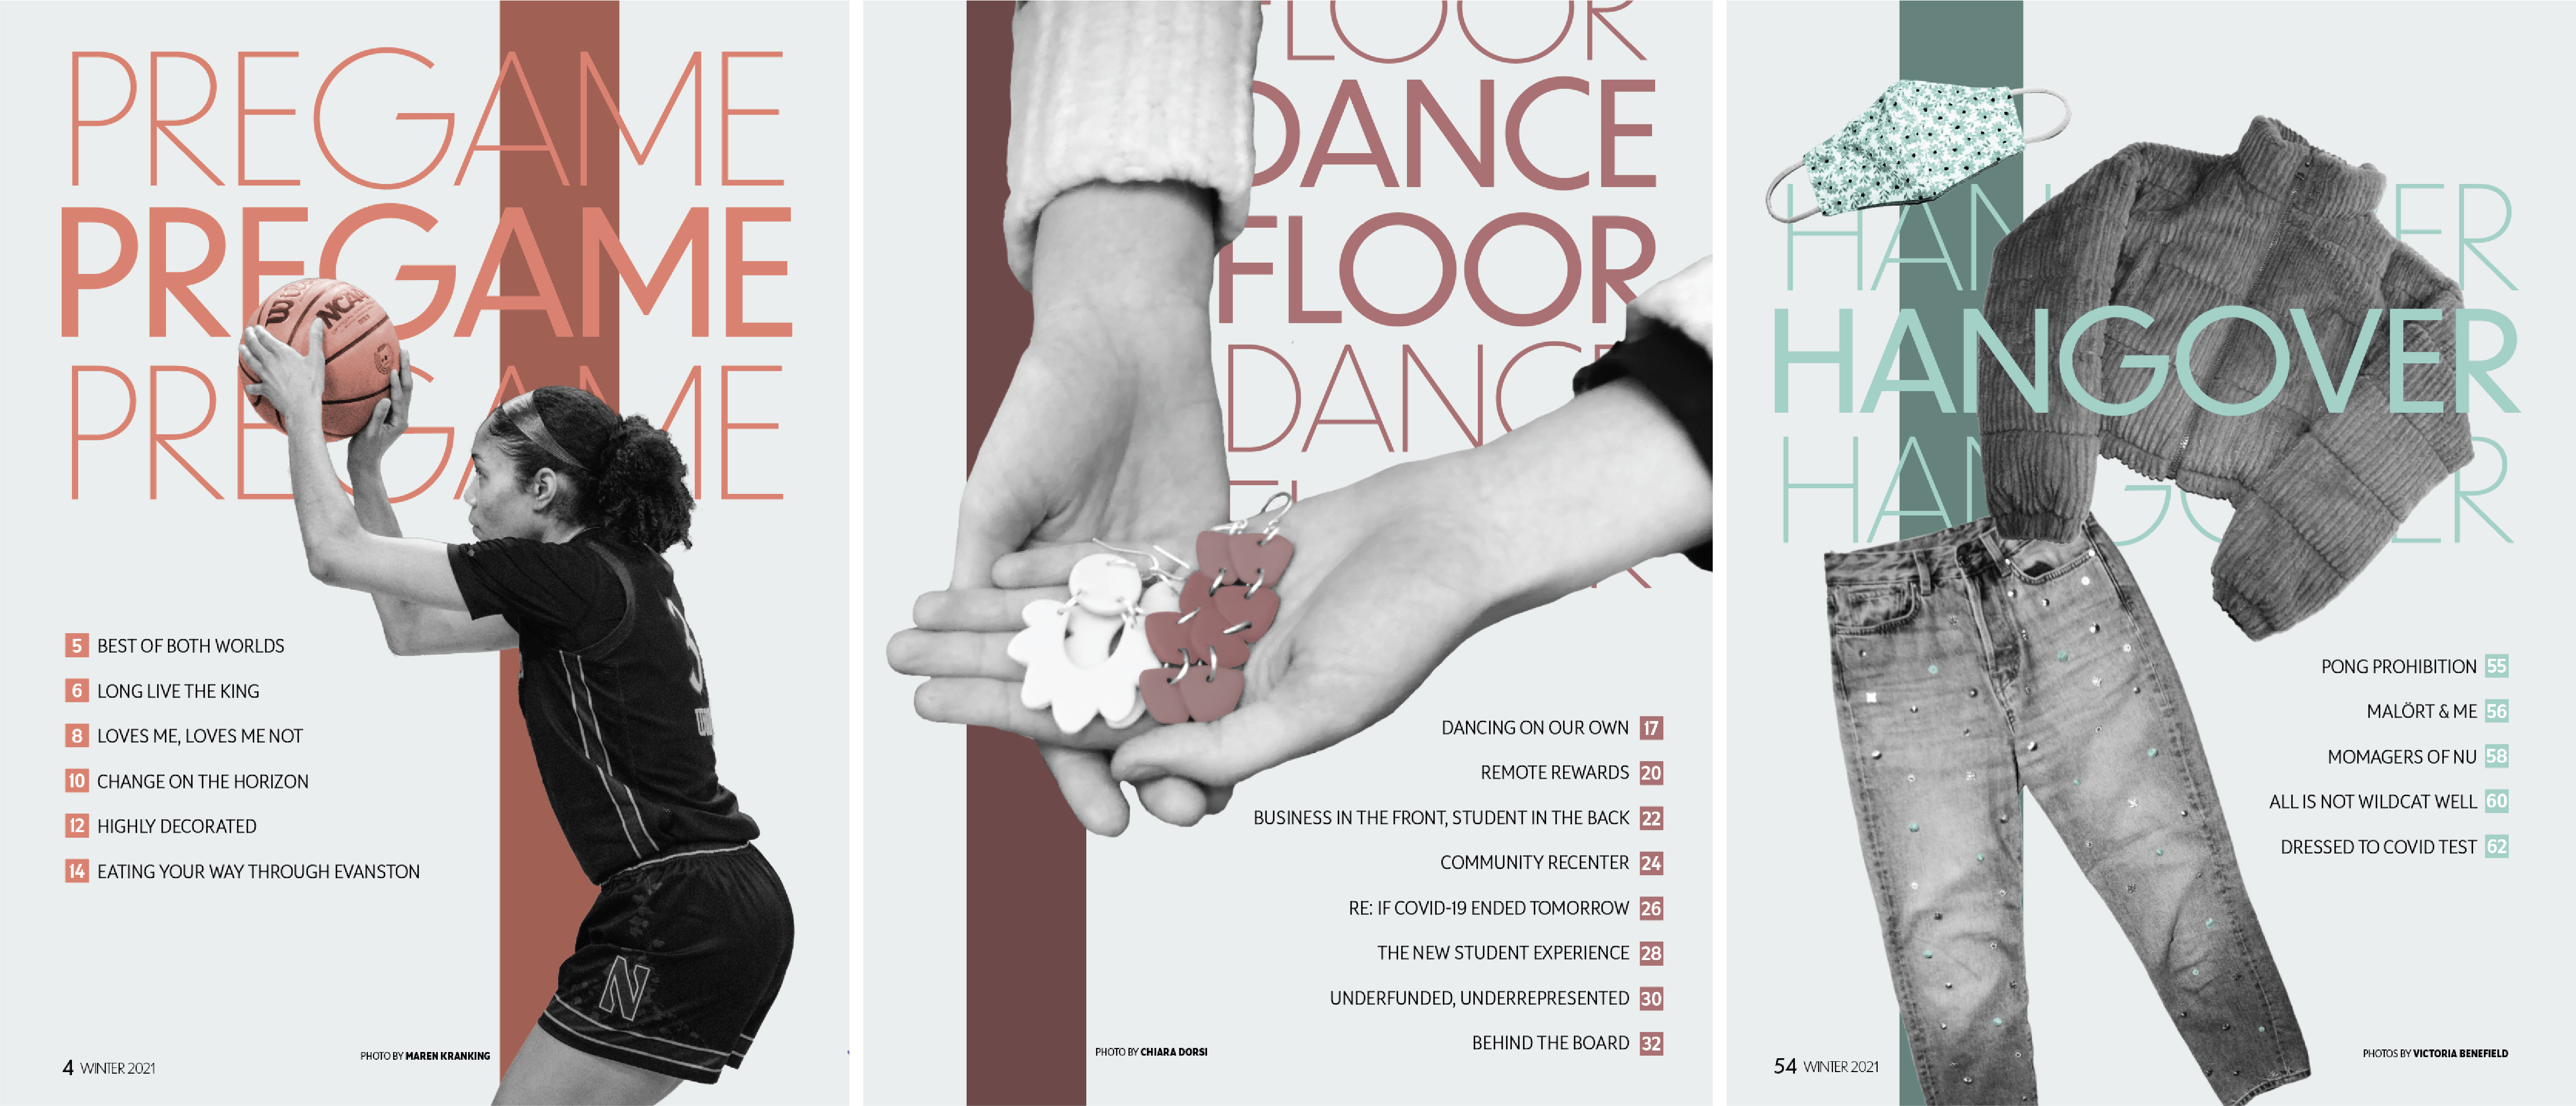 PREGAME
PREGAME
PREGAME
5 BEST OF BOTH WORLDS
6 LONG LIVE THE KING
8 LOVES ME, LOVES ME NOT
10 CHANGE ON THE HORIZON
12 HIGHLY DECORATED
14 EATING YOUR WAY THROUGH EVANSTON
N
PHOTO BY MAREN KRANKING
4 WINTER 2021
FLOOR
DANCE
FLOOR
DANCE
DANCING ON OUR OWN 17
REMOTE REWARDS 20
BUSINESS IN THE FRONT, STUDENT IN THE BACK 22
COMMUNITY RECENTER 24
RE: IF COVID-19 ENDED TOMORROW 26
THE NEW STUDENT EXPERIENCE 28
UNDERFUNDED, UNDERREPRESENTED 30
BEHIND THE BOARD 32
PHOTO BY CHIARA DORSI
HANGOVER
HANGOVER
HANGOVER
PONG PROHIBITION 55
MALÖRT & ME 56
MOMAGERS OF NU 58
ALL IS NOT WILDCAT WELL 60
DRESSED TO COVID TEST 62
54 WINTER 2021
PHOTOS BY VICTORIA BENEFIELD